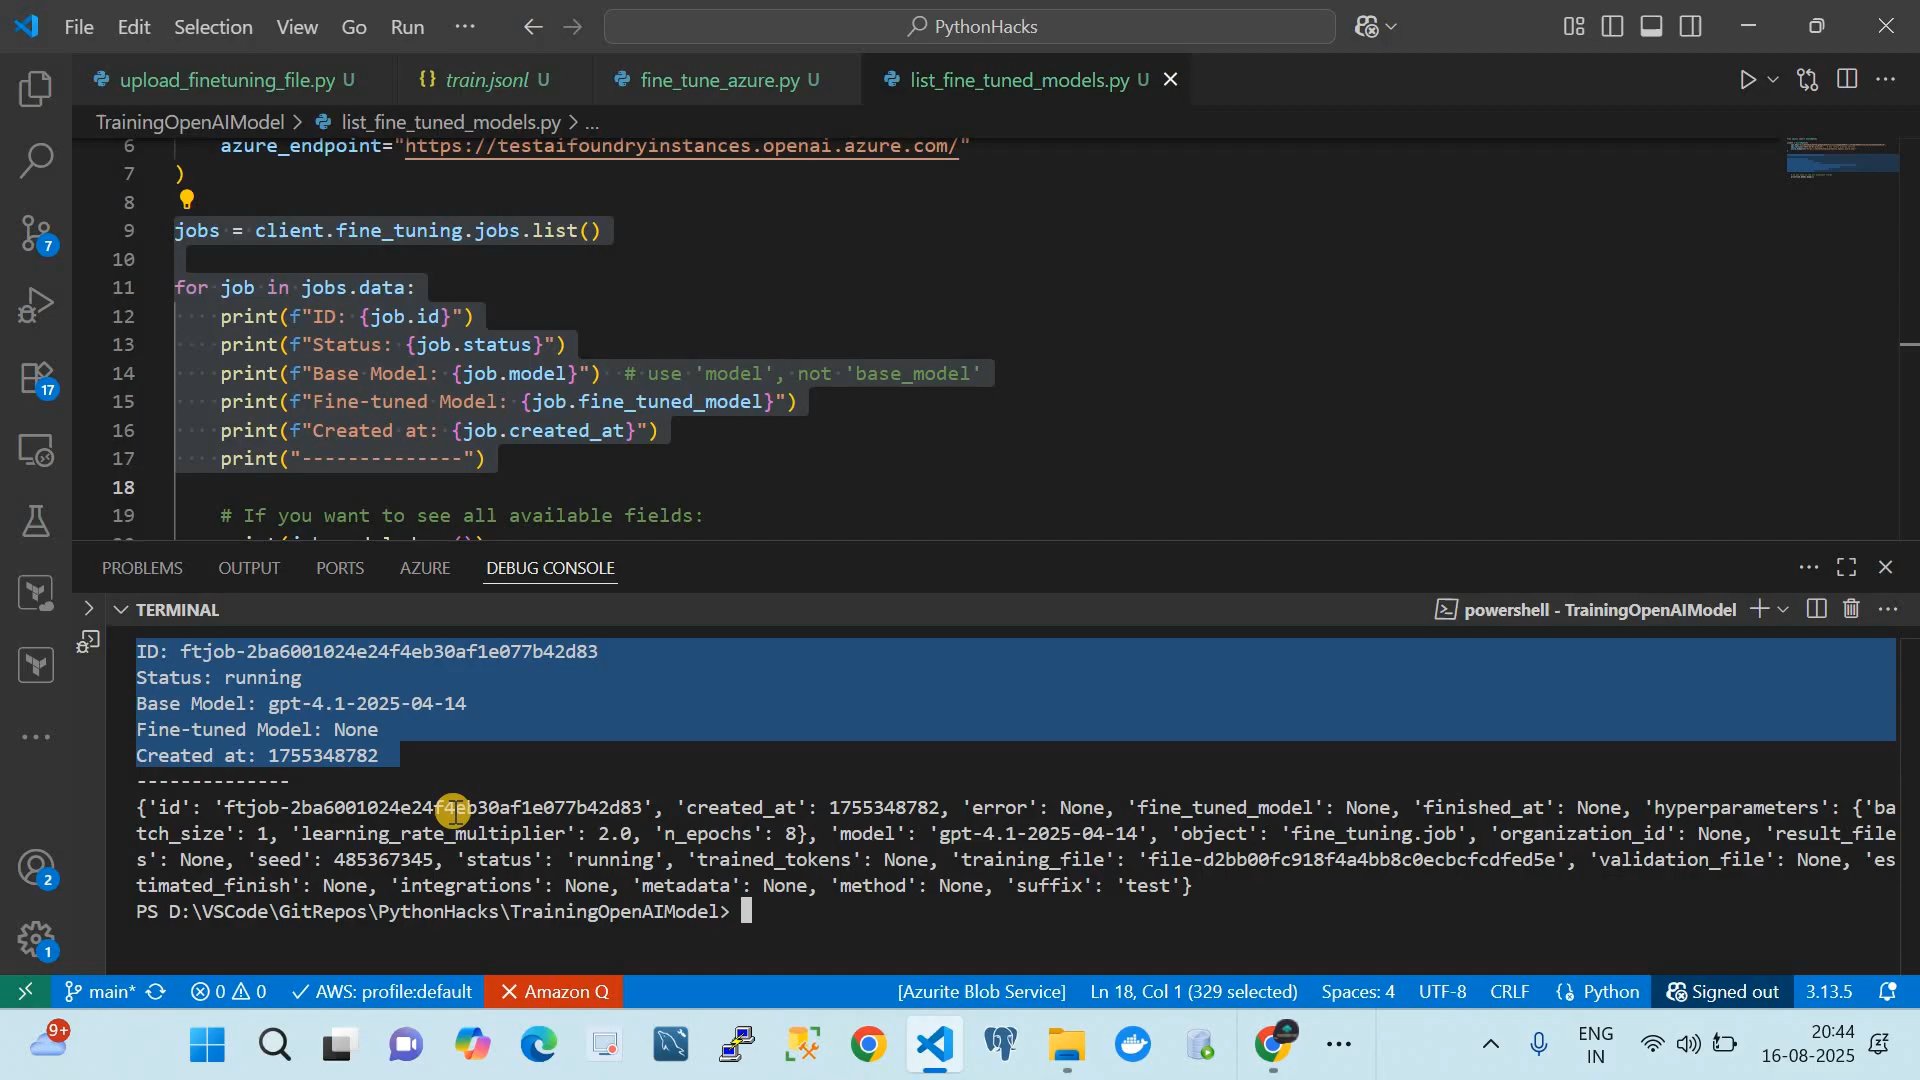 File Edit Selection View Go Run ··· PythonHacks
upload_finetuning_file.py U train.jsonl U fine_tune_azure.py U list_fine_tuned_models.py U
TrainingOpenAIModel > list_fine_tuned_models.py > ...
6 azure_endpoint="https://testaifoundryinstances.openai.azure.com/"
7 )
8
9 jobs = client.fine_tuning.jobs.list()
10
11 for job in jobs.data:
12 print(f"ID: {job.id}")
13 print(f"Status: {job.status}")
14 print(f"Base Model: {job.model}") # use 'model', not 'base_model'
15 print(f"Fine-tuned Model: {job.fine_tuned_model}")
16 print(f"Created at: {job.created_at}")
17 print("--------------")
18
19 # If you want to see all available fields:
PROBLEMS OUTPUT PORTS AZURE DEBUG CONSOLE
TERMINAL powershell - TrainingOpenAIModel
ID: ftjob-2ba6001024e24f4eb30af1e077b42d83
Status: running
Base Model: gpt-4.1-2025-04-14
Fine-tuned Model: None
Created at: 1755348782
--------------
{'id': 'ftjob-2ba6001024e24f4eb30af1e077b42d83', 'created_at': 1755348782, 'error': None, 'fine_tuned_model': None, 'finished_at': None, 'hyperparameters': {'ba
tch_size': 1, 'learning_rate_multiplier': 2.0, 'n_epochs': 8}, 'model': 'gpt-4.1-2025-04-14', 'object': 'fine_tuning.job', 'organization_id': None, 'result_file
s': None, 'seed': 485367345, 'status': 'running', 'trained_tokens': None, 'training_file': 'file-d2bb00fc918f4a4bb8c0ecbcfcdfed5e', 'validation_file': None, 'es
timated_finish': None, 'integrations': None, 'metadata': None, 'method': None, 'suffix': 'test'}
PS D:\VSCode\GitRepos\PythonHacks\TrainingOpenAIModel>
7
17
2
1
main* 0 0 AWS: profile:default Amazon Q [Azurite Blob Service] Ln 18, Col 1 (329 selected) Spaces: 4 UTF-8 CRLF Python Signed out 3.13.5
9+
ENG
IN
20:44
16-08-2025